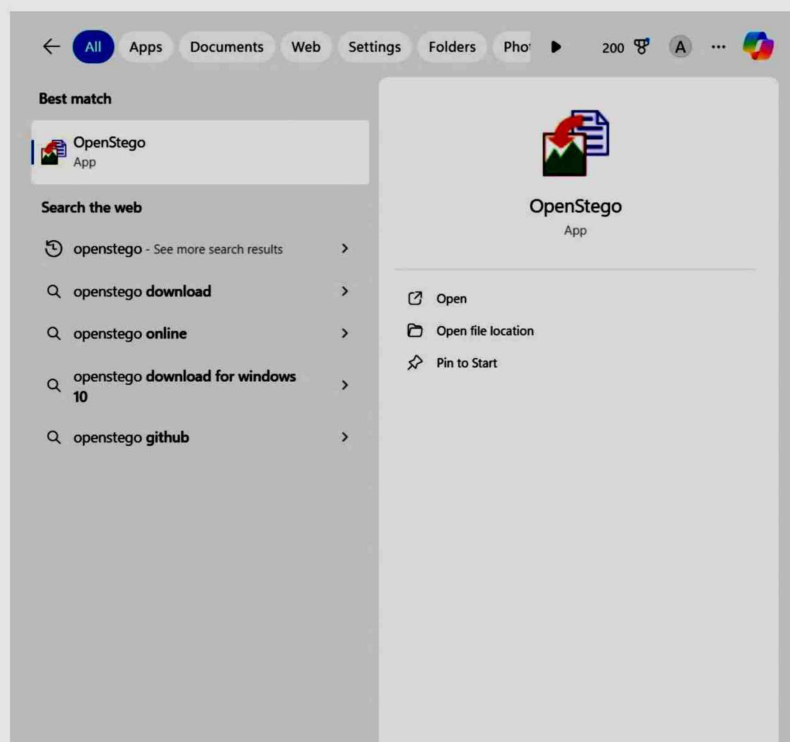 All Apps Documents Web Settings Folders Pho 200 A ...
Best match
OpenStego
App
Search the web
openstego - See more search results
openstego download
openstego online
openstego download for windows
10
openstego github
OpenStego
App
Open
Open file location
Pin to Start